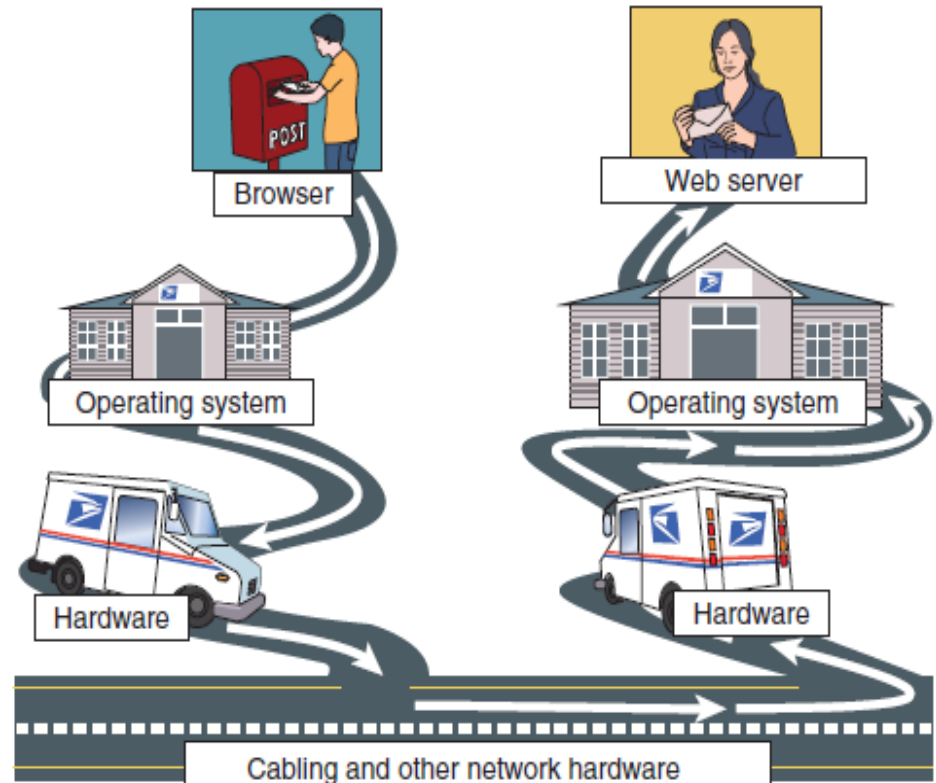 POST
Browser
Web server
Operating system
Operating system
Hardware
Hardware
Cabling and other network hardware